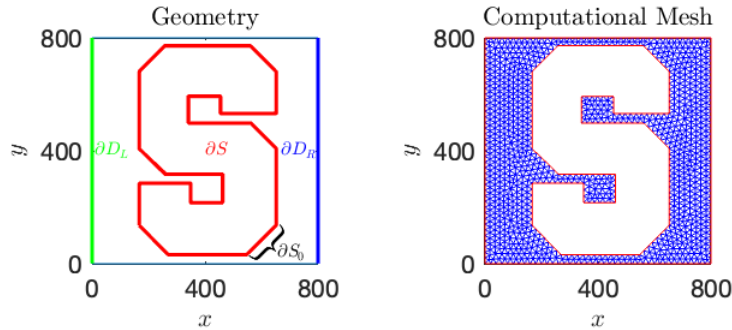 Geometry
800
400
0
y
∂D_L
∂S
∂D_R
∂S_0
0
400
800
x
Computational Mesh
800
400
0
y
0
400
800
x